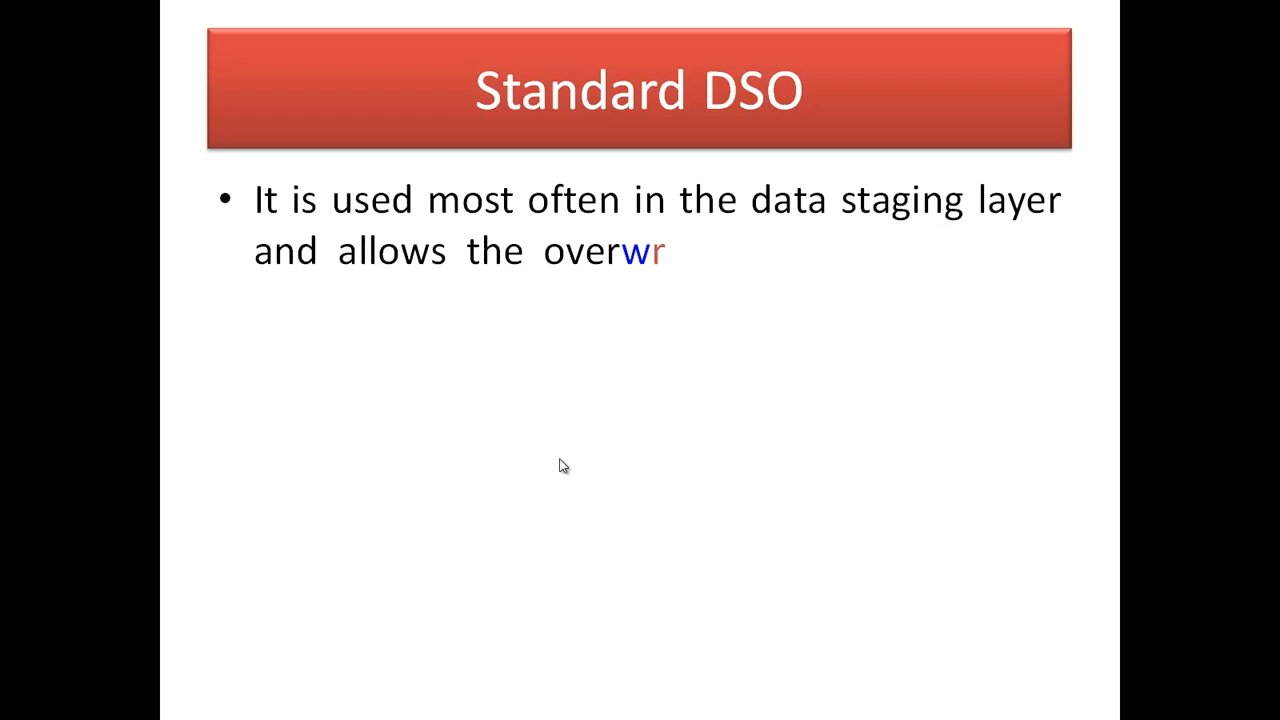 Standard DSO
• It is used most often in the data staging layer
and allows the overwr